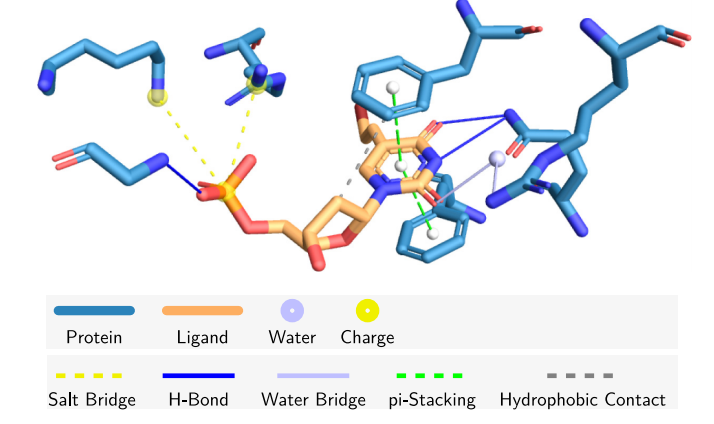 Protein Ligand Water Charge
Salt Bridge H-Bond Water Bridge pi-Stacking Hydrophobic Contact